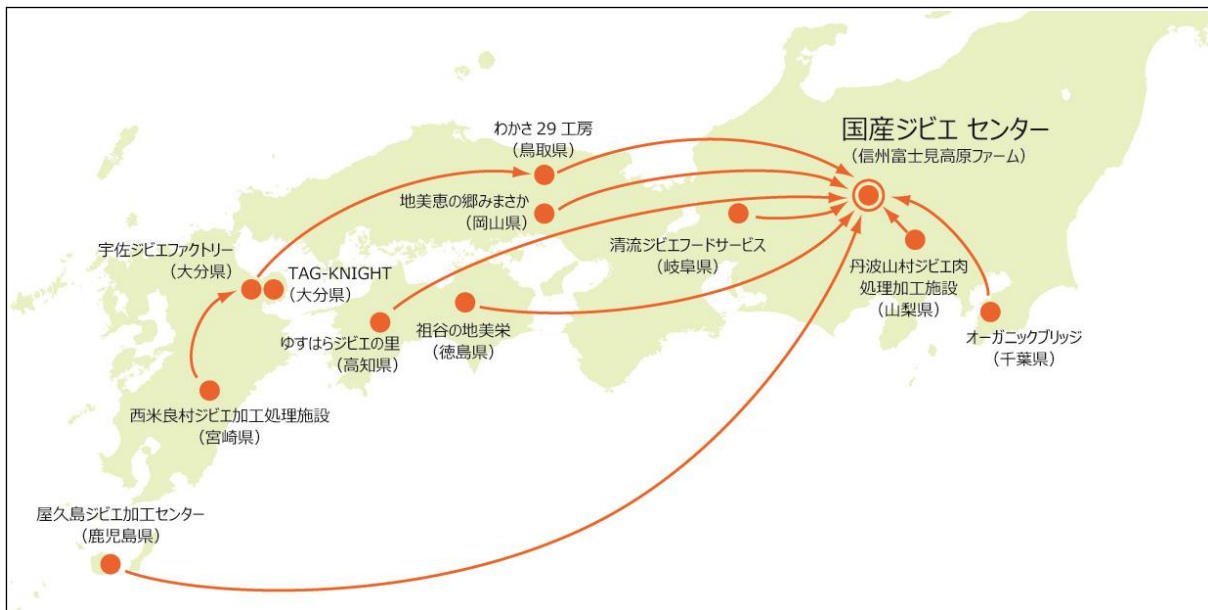 わかさ 29 工房
（鳥取県）
国産ジビエ センター
（信州富士見高原ファーム）
地美恵の郷みまさか
（岡山県）
清流ジビエフードサービス
（岐阜県）
宇佐ジビエファクトリー
（大分県）
TAG-KNIGHT
（大分県）
丹波山村ジビエ肉
処理加工施設
（山梨県）
ゆすはらジビエの里
（高知県）
祖谷の地美栄
（徳島県）
オーガニックブリッジ
（千葉県）
西米良村ジビエ加工処理施設
（宮崎県）
屋久島ジビエ加工センター
（鹿児島県）